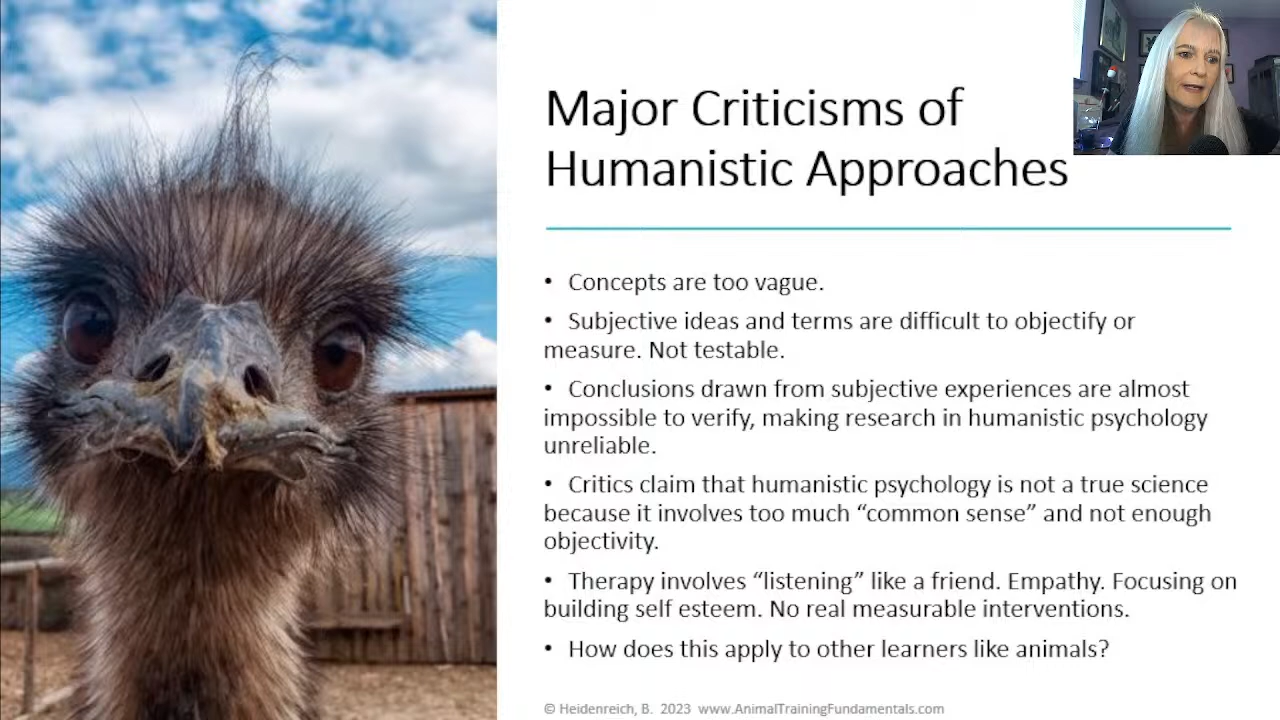 Major Criticisms of
Humanistic Approaches
• Concepts are too vague.
• Subjective ideas and terms are difficult to objectify or
measure. Not testable.
• Conclusions drawn from subjective experiences are almost
impossible to verify, making research in humanistic psychology
unreliable.
• Critics claim that humanistic psychology is not a true science
because it involves too much “common sense” and not enough
objectivity.
• Therapy involves “listening” like a friend. Empathy. Focusing on
building self esteem. No real measurable interventions.
• How does this apply to other learners like animals?
© Heidenreich, B. 2023 www.AnimalTrainingFundamentals.com